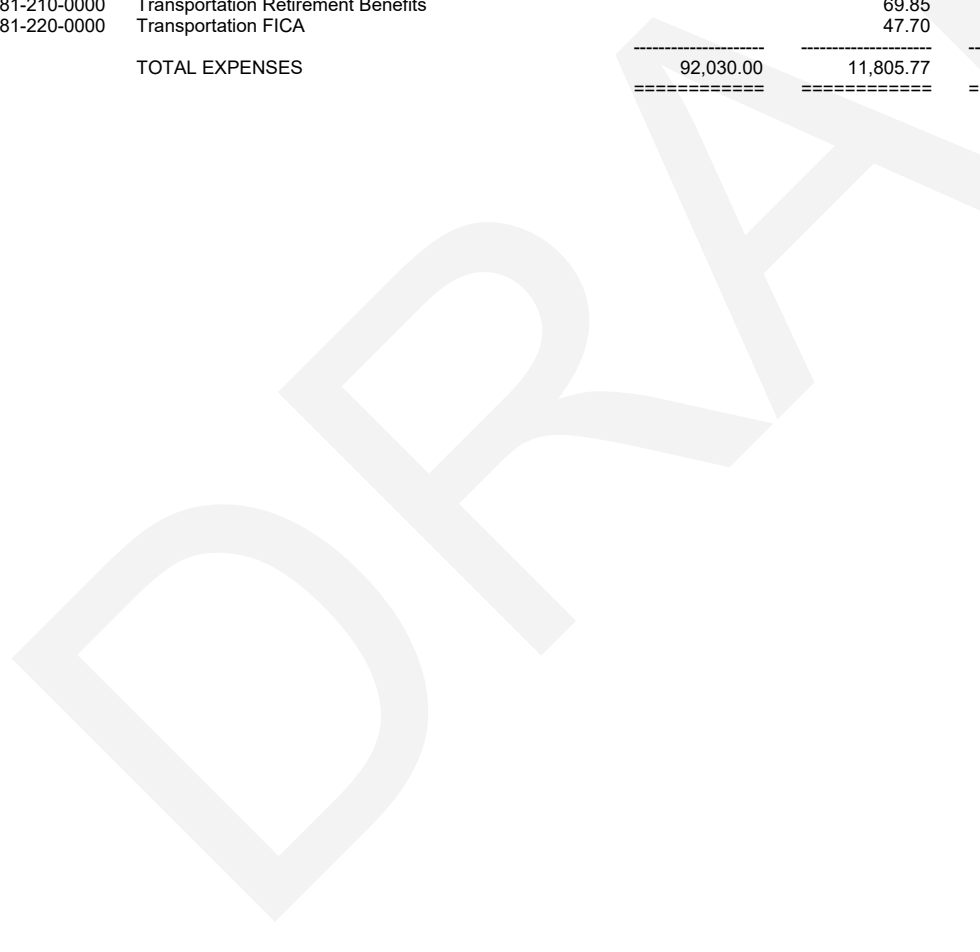 81-210-0000 Transportation Retirement Benefits 69.85
81-220-0000 Transportation FICA 47.70
--------------------- --------------------- --
TOTAL EXPENSES 92,030.00 11,805.77
============ ============ =
DRA